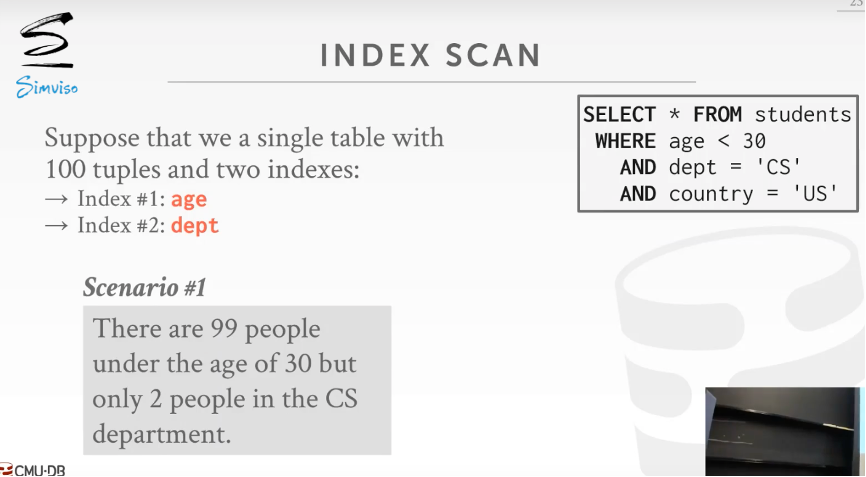 23
Simviso
INDEX SCAN
Suppose that we a single table with
100 tuples and two indexes:
→ Index #1: age
→ Index #2: dept
SELECT * FROM students
WHERE age < 30
AND dept = 'CS'
AND country = 'US'
Scenario #1
There are 99 people
under the age of 30 but
only 2 people in the CS
department.
CMU·DB